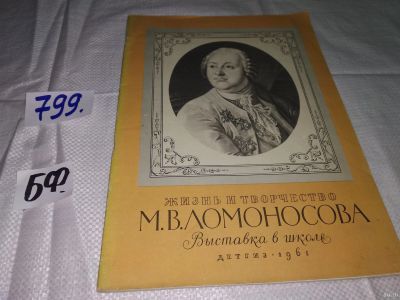 799.
БФ.
ЖИЗНЬ И ТВОРЧЕСТВО
М.В.ЛОМОНОСОВА
Выставка в школе
ДЕТГИЗ-1961